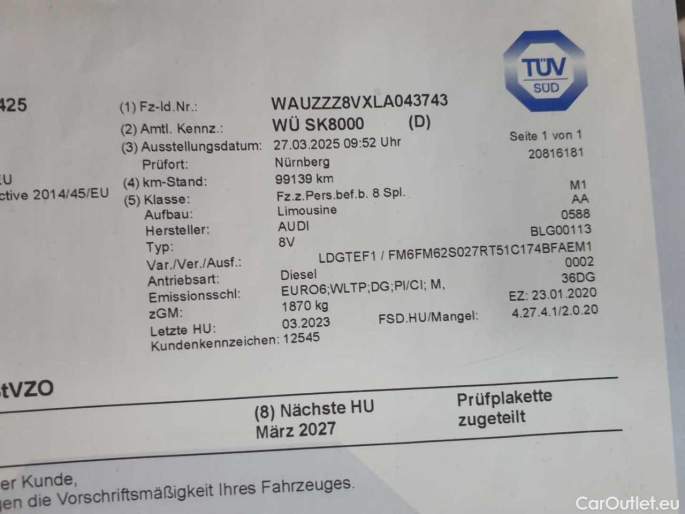 TÜV
SÜD
425
(1) Fz-Id.Nr.: WAUZZZ8VXLA043743
(2) Amtl. Kennz.: WÜ SK8000 (D)
(3) Ausstellungsdatum: 27.03.2025 09:52 Uhr Seite 1 von 1
Prüfort: Nürnberg 20816181
EU (4) km-Stand: 99139 km
ctive 2014/45/EU (5) Klasse: Fz.z.Pers.bef.b. 8 Spl. M1
Aufbau: Limousine AA
Hersteller: AUDI 0588
Typ: 8V BLG00113
Var./Ver./Ausf.: LDGTEF1 / FM6FM62S027RT51C174BFAEM1
Antriebsart: Diesel 0002
Emissionsschl: EURO6;WLTP;DG;PI/CI; M, 36DG
zGM: 1870 kg EZ: 23.01.2020
Letzte HU: 03.2023 FSD.HU/Mangel: 4.27.4.1/2.0.20
Kundenkennzeichen: 12545
tVZO
(8) Nächste HU Prüfplakette
März 2027 zugeteilt
er Kunde,
gen die Vorschriftsmäßigkeit Ihres Fahrzeuges.
CarOutlet.eu